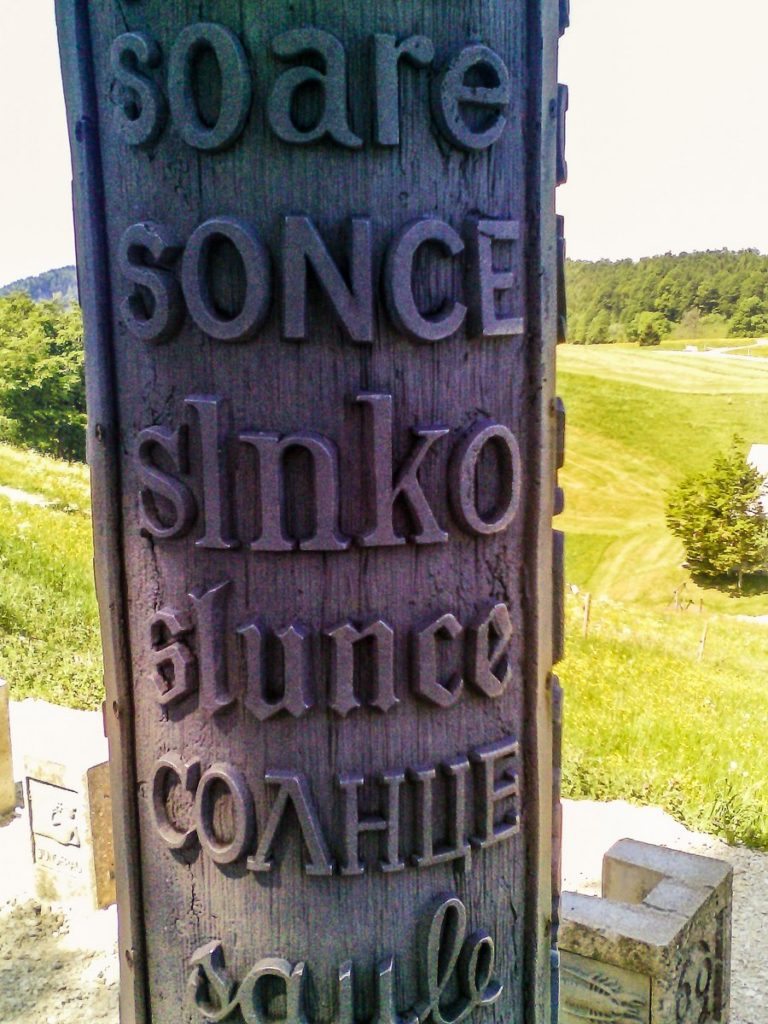 soare
SONCE
slnko
slunce
СОЛНЦЕ
saule